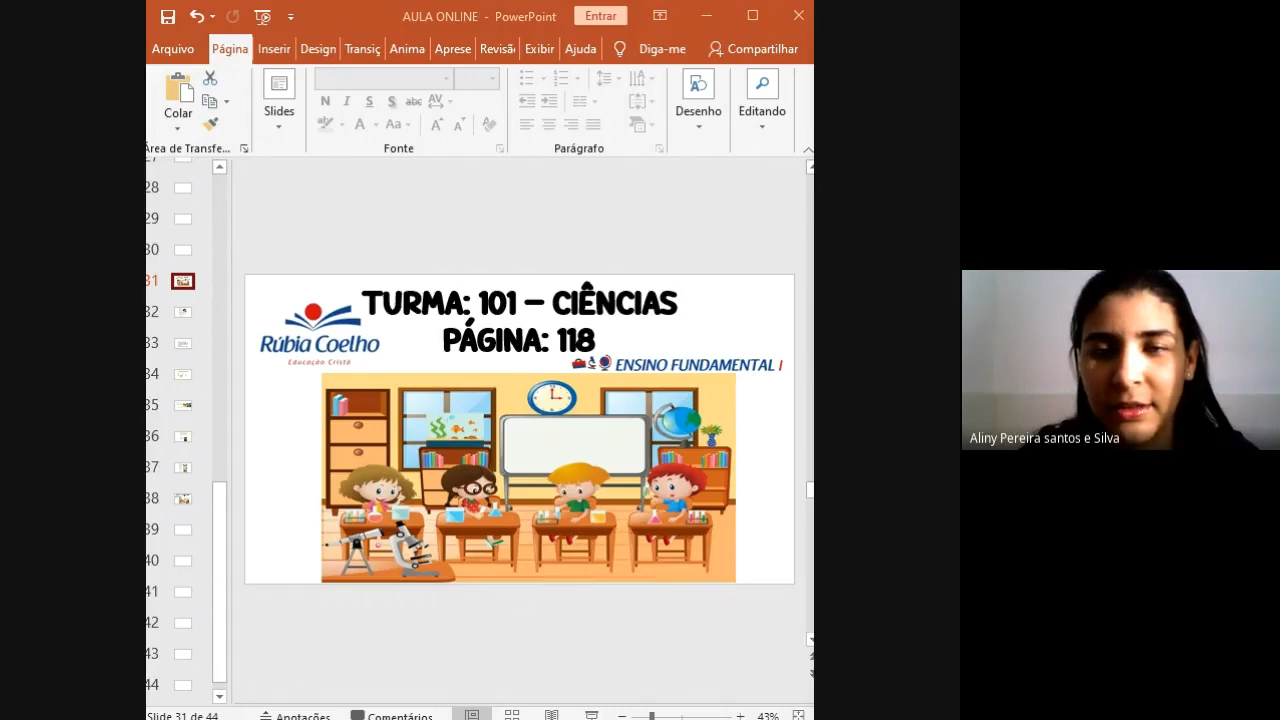 AULA ONLINE - PowerPoint
Entrar
Arquivo
Página
Inserir
Design
Transiç
Anima
Aprese
Revisã
Exibir
Ajuda
Diga-me
Compartilhar
Colar
Slides
Desenho
Editando
N I S S abc AV
Aa A A
Área de Transfe...
Fonte
Parágrafo
28
29
30
31
32
33
34
35
36
37
38
39
40
41
42
43
44
TURMA: 101 – CIÊNCIAS
PÁGINA: 118
Rúbia Coelho
Educação Cristã
ENSINO FUNDAMENTAL I
Aliny Pereira santos e Silva
Slide 31 de 44
Anotações
Comentários
43%